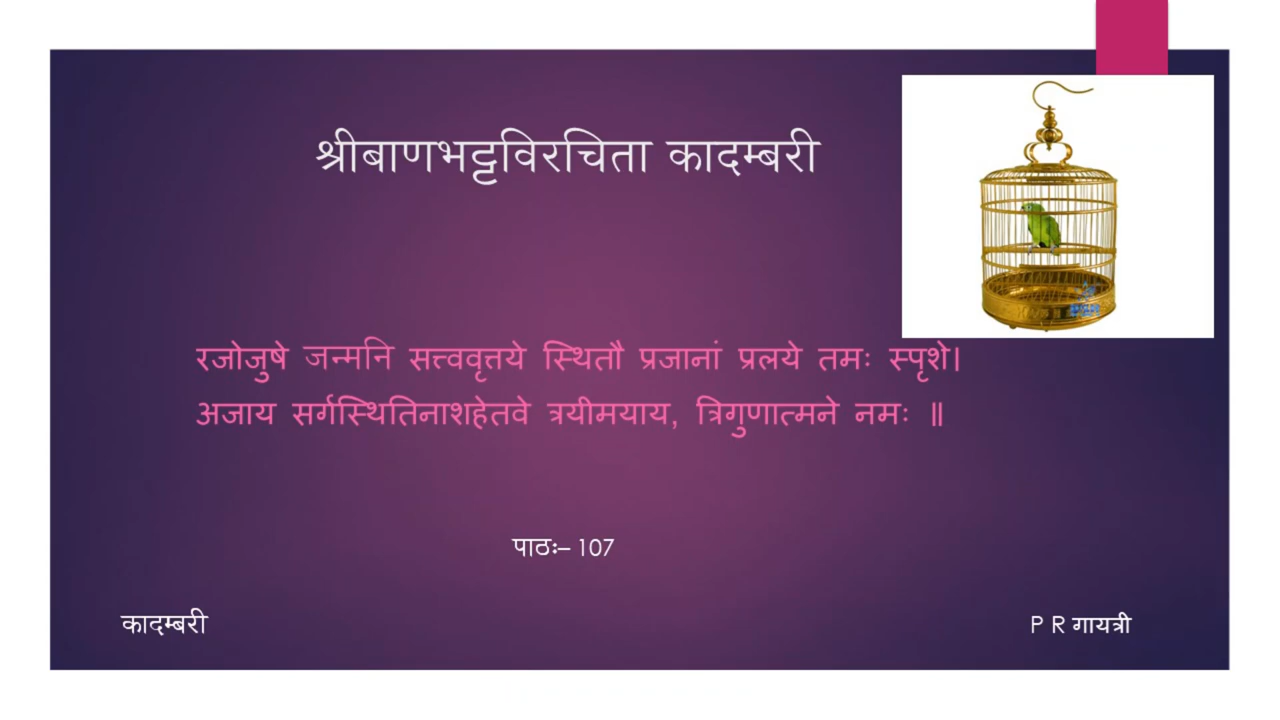 श्रीबाणभट्टविरचिता कादम्बरी
रजोजुषे जन्मनि सत्त्ववृत्तये स्थितौ प्रजानां प्रलये तमः स्पृशे।
अजाय सर्गस्थितिनाशहेतवे त्रयीमयाय, त्रिगुणात्मने नमः ॥
पाठः– 107
कादम्बरी
P R गायत्री